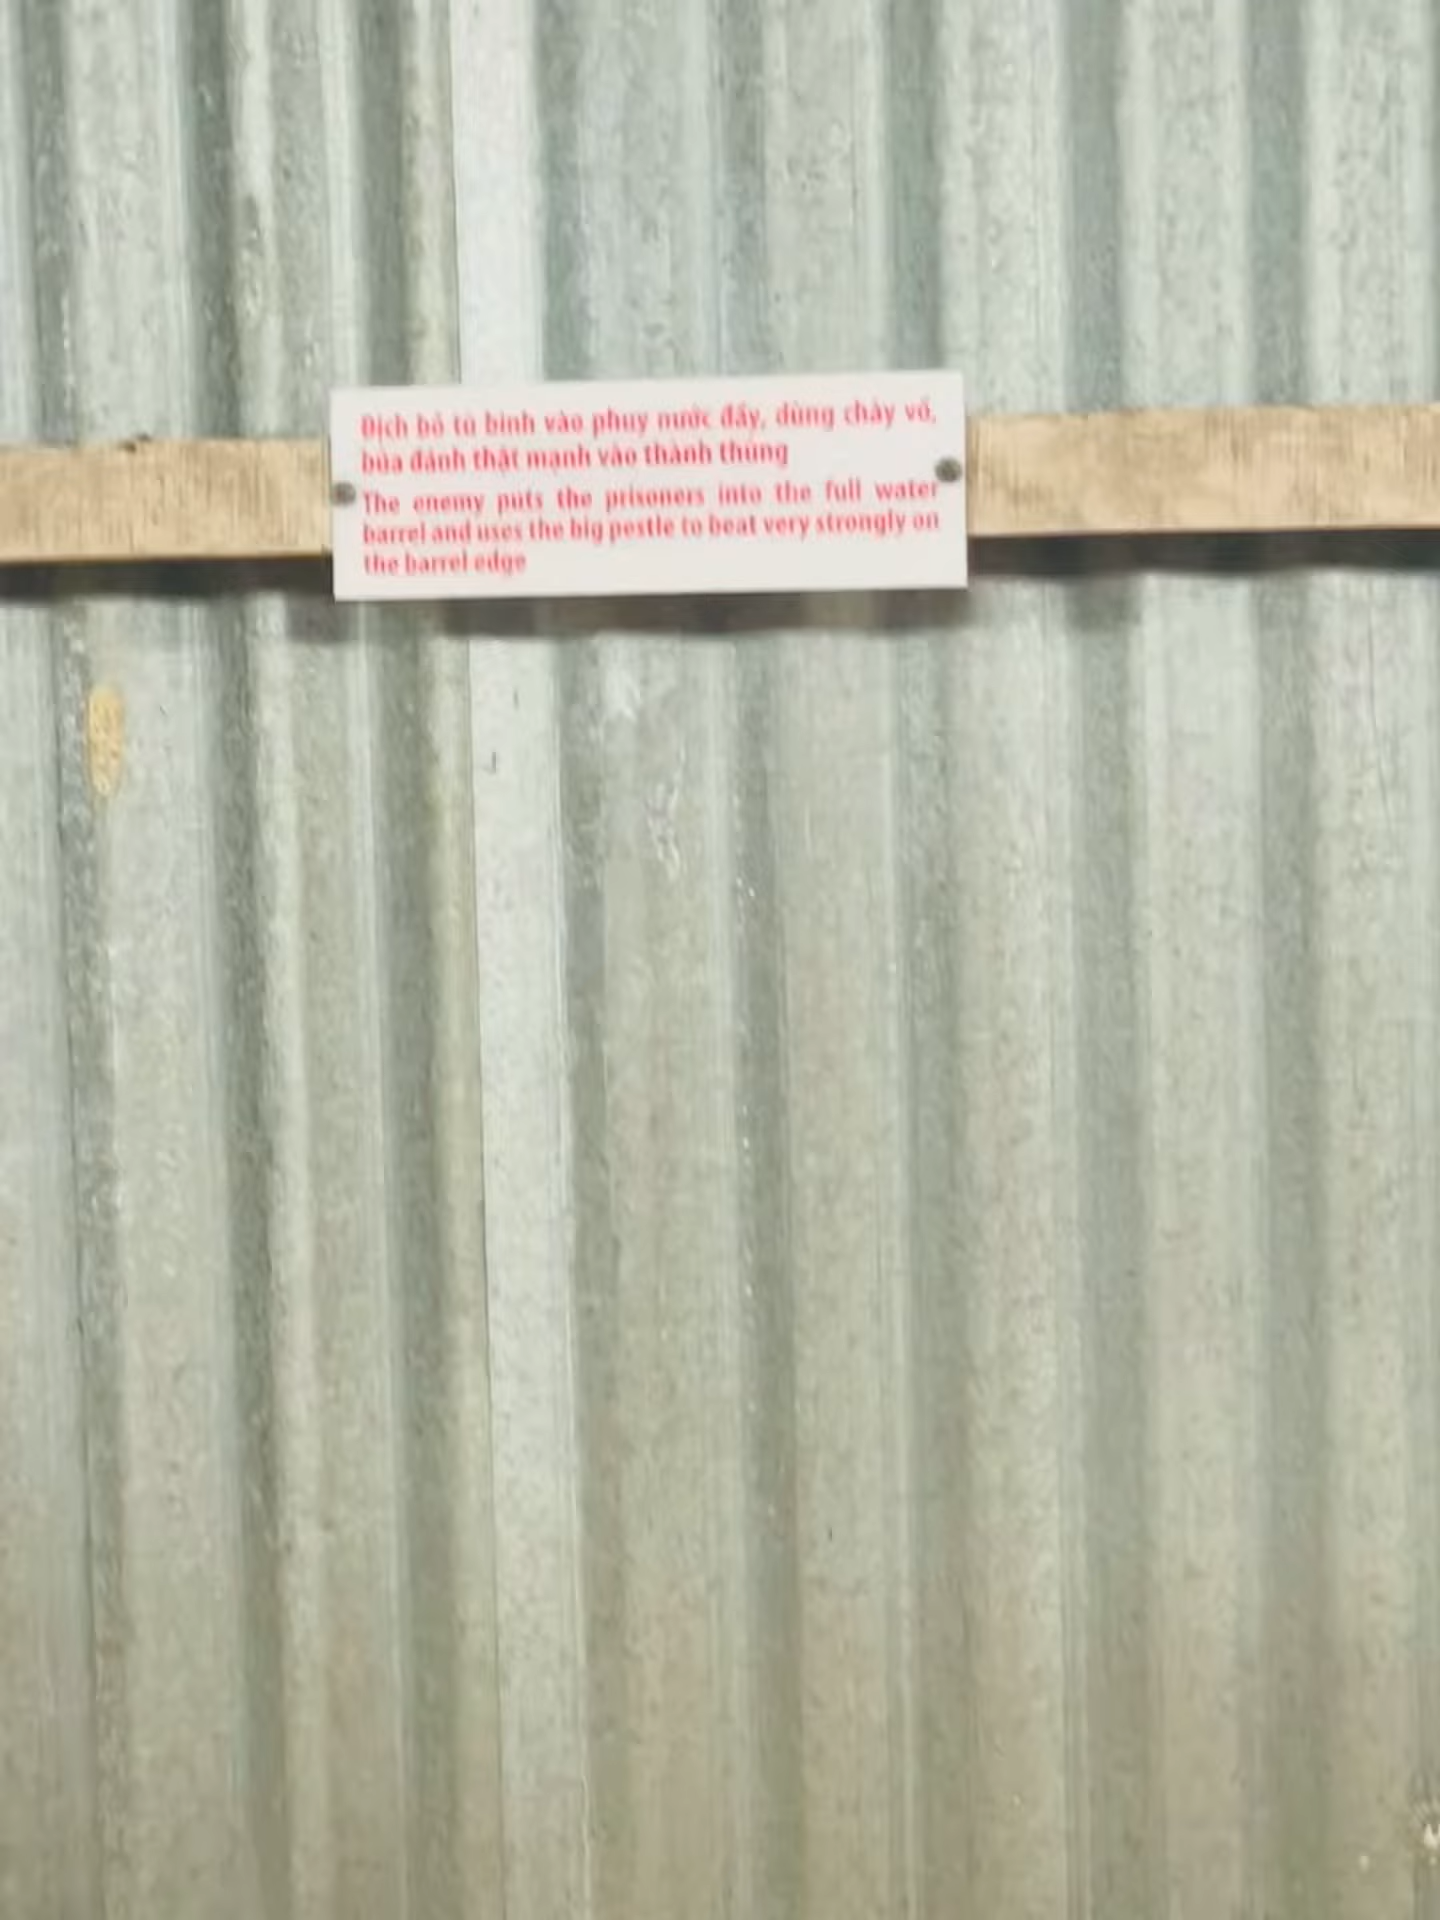 Địch bỏ tù binh vào phuy nước đầy, dùng chày vồ,
búa đánh thật mạnh vào thành thùng
The enemy puts the prisoners into the full water
barrel and uses the big pestle to beat very strongly on
the barrel edge